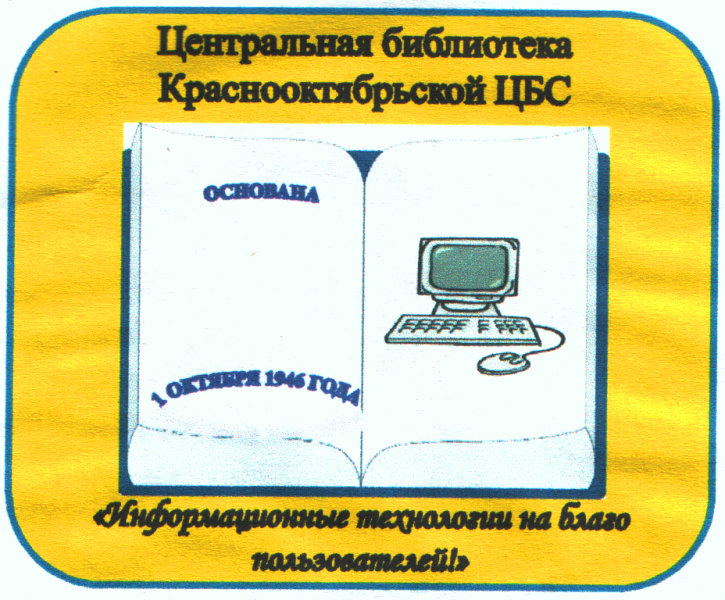 Центральная библиотека
Краснооктябрьской ЦБС
ОСНОВАНА
1 ОКТЯБРЯ 1946 ГОДА
«Информационные технологии на благо
пользователей!»